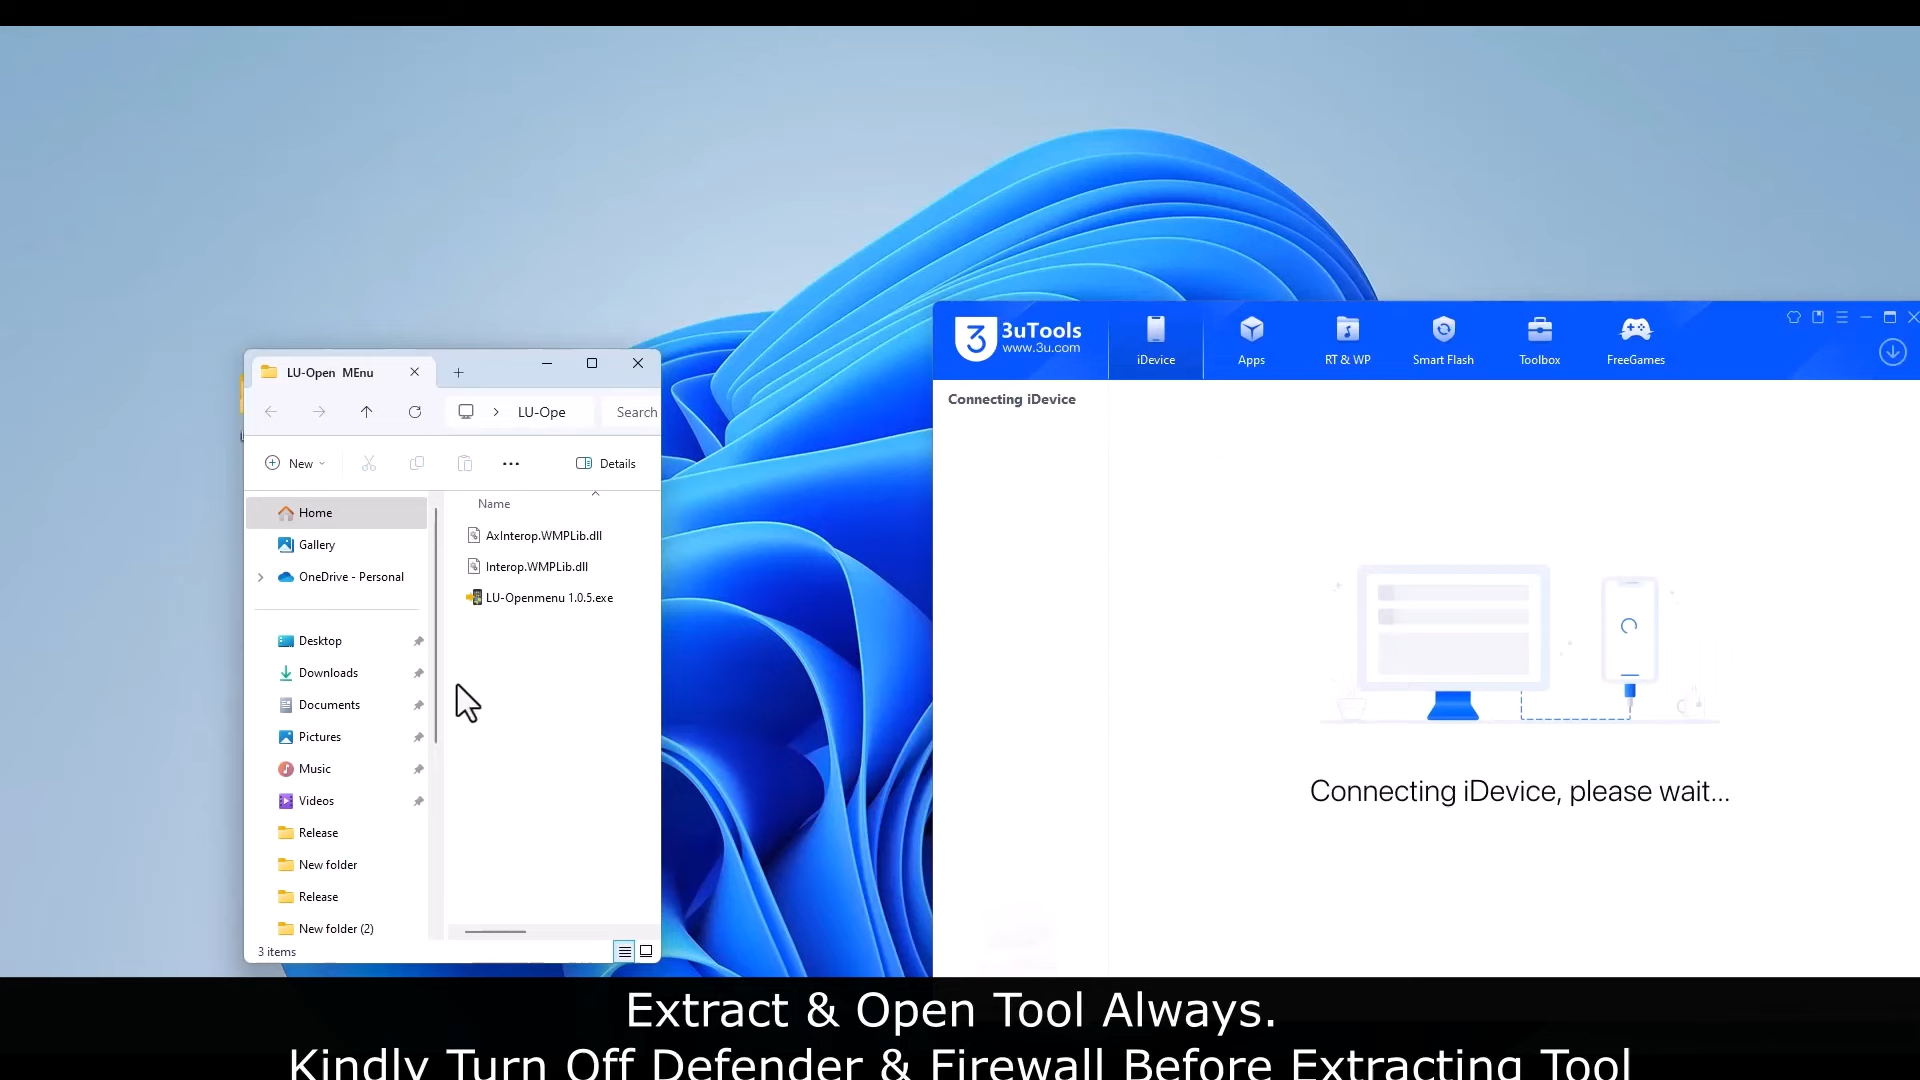 LU-Open MEnu
LU-Ope
Search
New
Details
Home
Gallery
OneDrive - Personal
Desktop
Downloads
Documents
Pictures
Music
Videos
Release
New folder
Release
New folder (2)
3 items
Name
AxInterop.WMPLib.dll
Interop.WMPLib.dll
LU-Openmenu 1.0.5.exe
3 3uTools
www.3u.com
iDevice
Apps
RT & WP
Smart Flash
Toolbox
FreeGames
Connecting iDevice
Connecting iDevice, please wait...
Extract & Open Tool Always.
Kindly Turn Off Defender & Firewall Before Extracting Tool